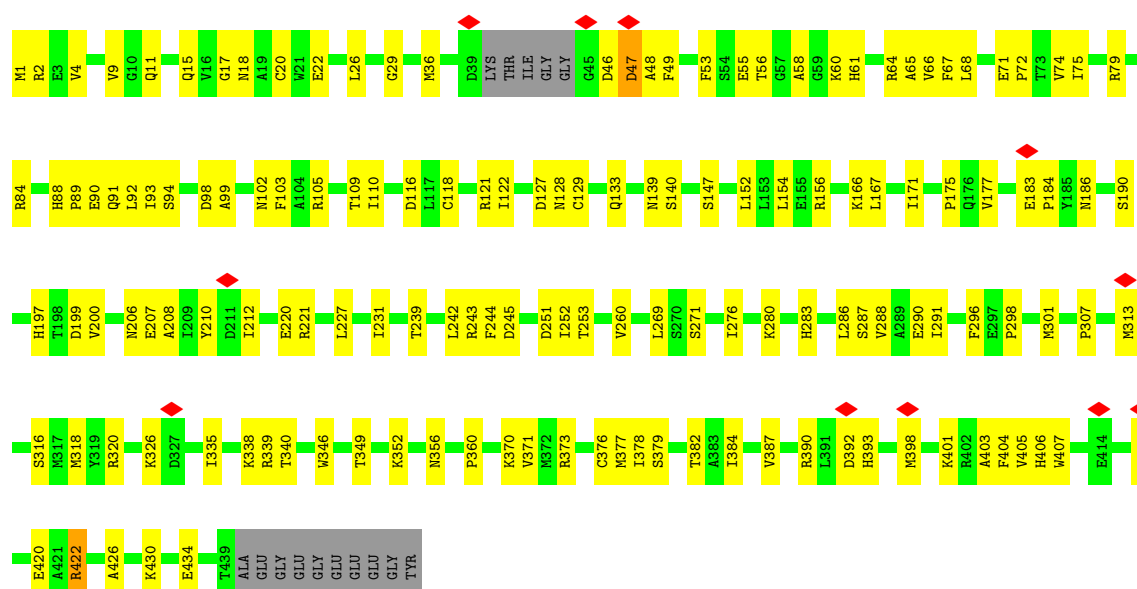 M1 R2 E3 V4 V9 G10 Q11 Q15 V16 G17 N18 A19 C20 W21 E22 L26 G29 M36 D39 LYS THR ILE GLY GLY G45 D46 D47 A48 F49 F53 S54 E55 T56 G57 A58 G59 K60 H61 R64 A65 V66 F67 L68 E71 P72 T73 V74 I75 R79
R84 H88 P89 E90 Q91 L92 I93 S94 D98 A99 N102 F103 A104 R105 T109 I110 D116 L117 C118 R121 I122 D127 N128 C129 Q133 N139 S140 S147 L152 L153 L154 E155 R156 K166 L167 I171 P175 Q176 V177 E183 P184 Y185 N186 S190
H197 T198 D199 V200 N206 E207 A208 I209 Y210 D211 I212 E220 R221 L227 I231 T239 L242 R243 F244 D245 D251 I252 T253 V260 L269 S270 S271 I276 K280 H283 L286 S287 V288 A289 E290 I291 F296 E297 P298 M301 P307 M313
S316 M317 M318 Y319 R320 K326 D327 I335 K338 R339 T340 W346 T349 K352 N356 P360 K370 V371 M372 R373 C376 M377 I378 S379 T382 A383 I384 V387 R390 L391 D392 H393 M398 K401 R402 A403 F404 V405 H406 W407 E414
E420 A421 R422 A426 K430 E434 T439 ALA GLU GLY GLU GLY GLU GLU GLU GLY TYR